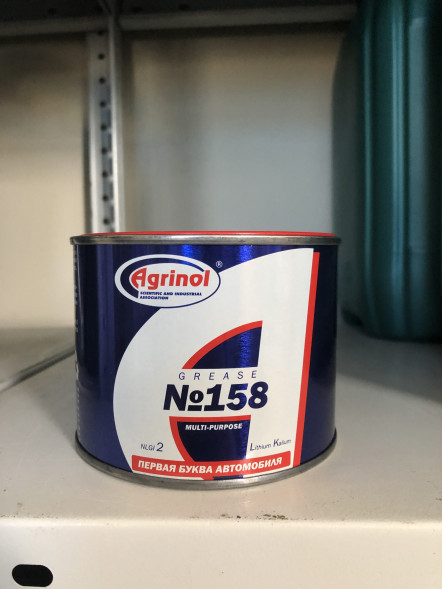 Agrinol ®
SCIENTIFIC AND INDUSTRIAL
ASSOCIATION
GREASE
№158
MULTI-PURPOSE
NLGI 2
Lithium Kalium
ПЕРВАЯ БУКВА АВТОМОБИЛЯ